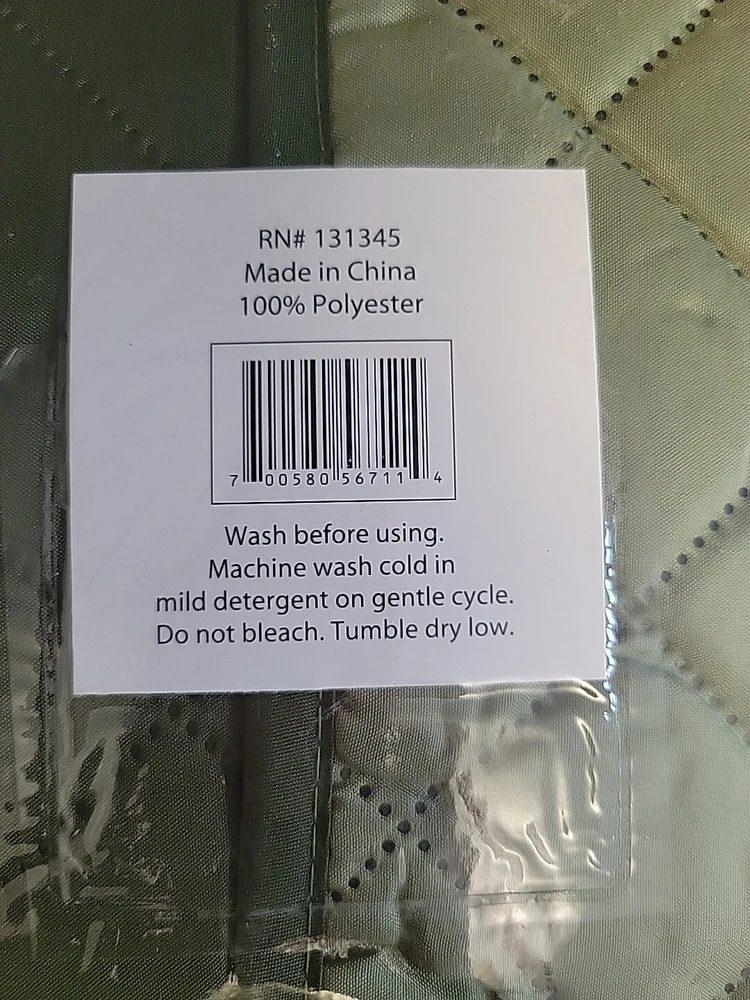 RN# 131345
Made in China
100% Polyester
7 00580 56711 4
Wash before using.
Machine wash cold in
mild detergent on gentle cycle.
Do not bleach. Tumble dry low.